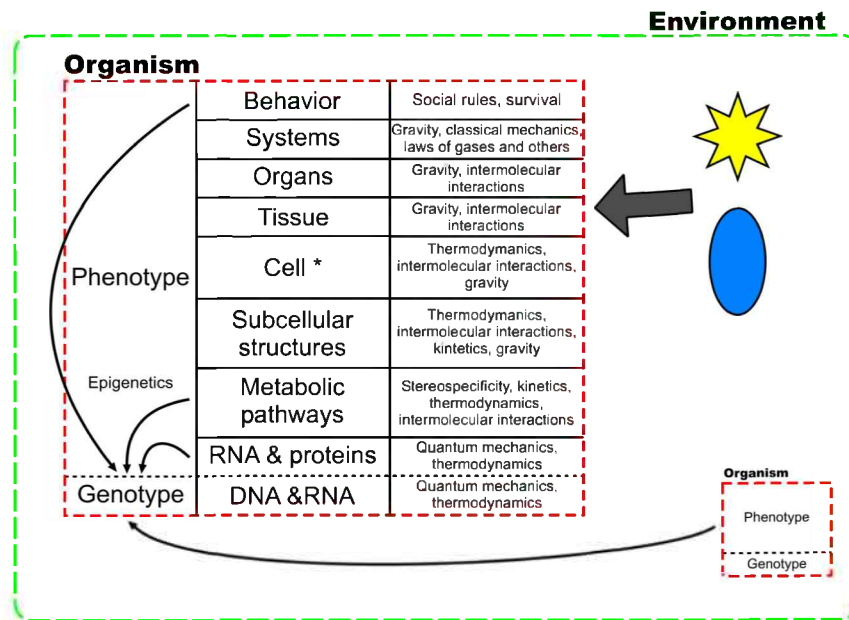 Environment
Organism
Behavior
Social rules, survival
Systems
Gravity, classical mechanics,
laws of gases and others
Organs
Gravity, intermolecular
interactions
Tissue
Gravity, intermolecular
interactions
Phenotype
Cell *
Thermodymanics,
intermolecular interactions,
gravity
Subcellular
structures
Thermodymanics,
intermolecular interactions,
kintetics, gravity
Epigenetics
Metabolic
pathways
Stereospecificity, kinetics,
thermodynamics,
intermolecular interactions
RNA & proteins
Quantum mechanics,
thermodynamics
Genotype
DNA &RNA
Quantum mechanics,
thermodynamics
Organism
Phenotype
Genotype